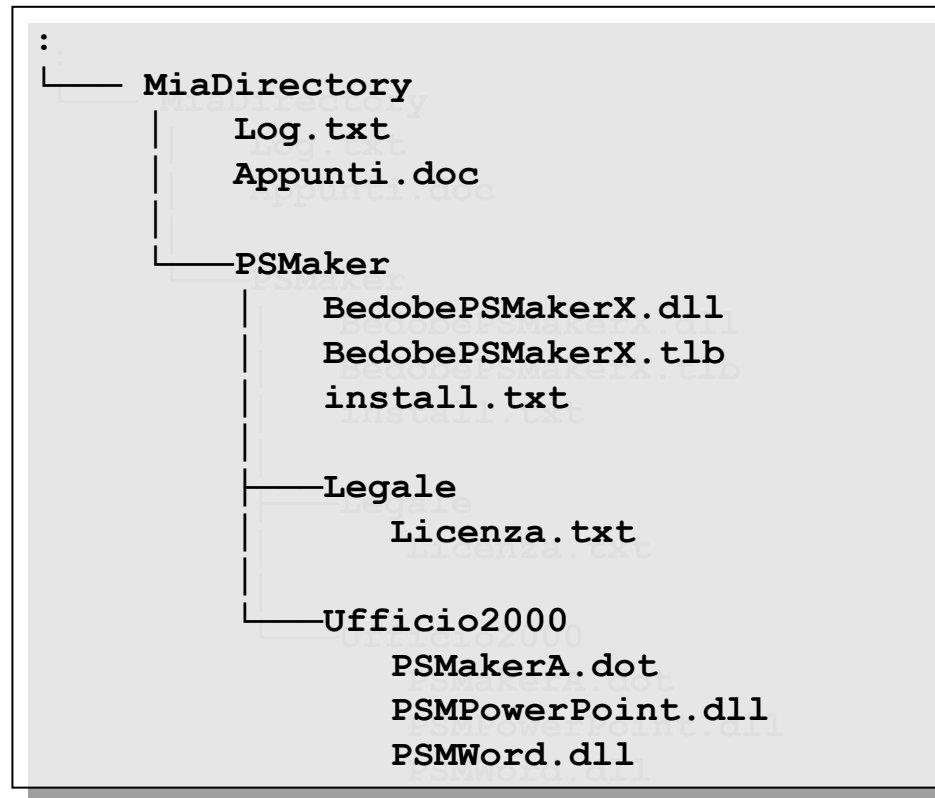 :
└─── MiaDirectory
│ Log.txt
│ Appunti.doc
│
└───PSMaker
│ BedobePSMakerX.dll
│ BedobePSMakerX.tlb
│ install.txt
│
├───Legale
│ Licenza.txt
│
└───Ufficio2000
PSMakerA.dot
PSMPowerPoint.dll
PSMWord.dll